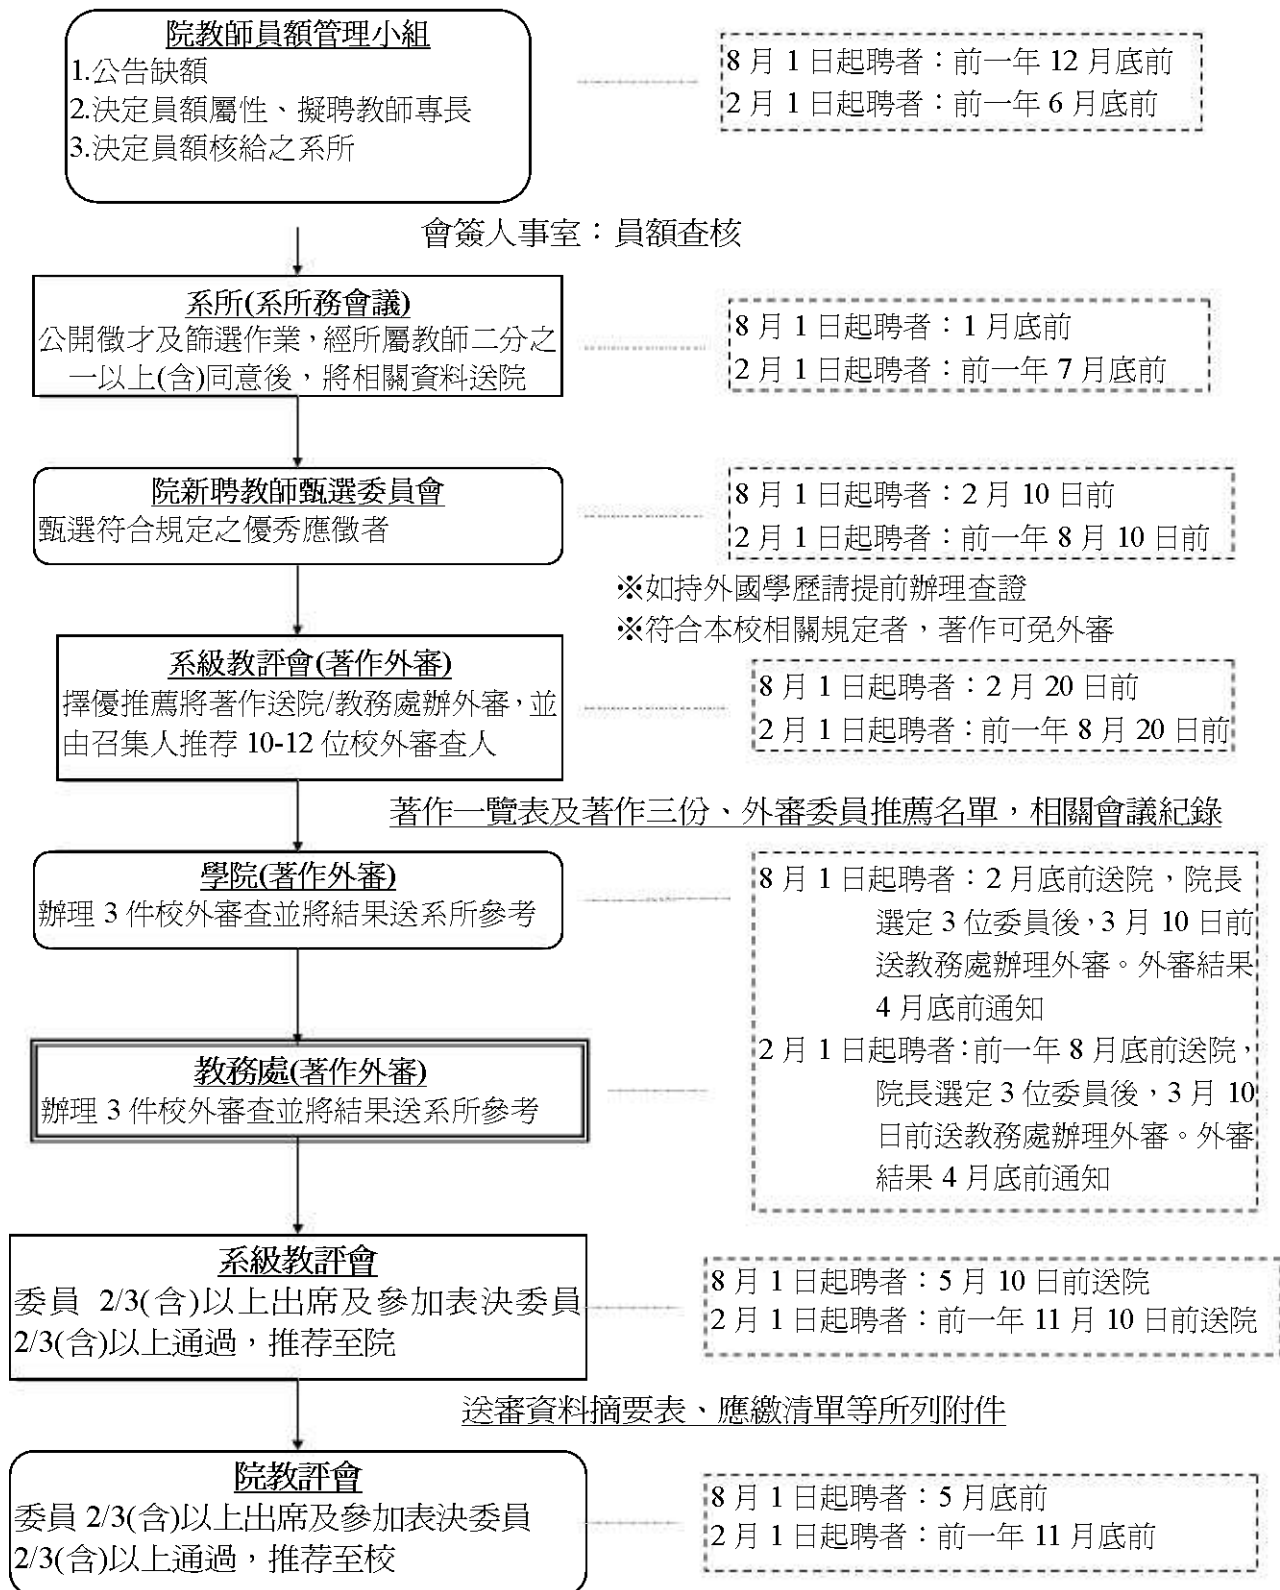 院教師員額管理小組
1.公告缺額
2.決定員額屬性、擬聘教師專長
3.決定員額核給之系所
8 月 1 日起聘者：前一年 12 月底前
2 月 1 日起聘者：前一年 6 月底前
會簽人事室：員額查核
系所(系所務會議)
公開徵才及篩選作業，經所屬教師二分之
一以上(含)同意後，將相關資料送院
8 月 1 日起聘者：1 月底前
2 月 1 日起聘者：前一年 7 月底前
院新聘教師甄選委員會
甄選符合規定之優秀應徵者
8 月 1 日起聘者：2 月 10 日前
2 月 1 日起聘者：前一年 8 月 10 日前
※如持外國學歷請提前辦理查證
※符合本校相關規定者，著作可免外審
系級教評會(著作外審)
擇優推薦將著作送院/教務處辦外審，並
由召集人推荐 10-12 位校外審查人
8 月 1 日起聘者：2 月 20 日前
2 月 1 日起聘者：前一年 8 月 20 日前
著作一覽表及著作三份、外審委員推薦名單，相關會議紀錄
學院(著作外審)
辦理 3 件校外審查並將結果送系所參考
8 月 1 日起聘者：2 月底前送院，院長
選定 3 位委員後，3 月 10 日前
送教務處辦理外審。外審結果
4 月底前通知
2 月 1 日起聘者：前一年 8 月底前送院，
院長選定 3 位委員後，3 月 10
日前送教務處辦理外審。外審
結果 4 月底前通知
教務處(著作外審)
辦理 3 件校外審查並將結果送系所參考
系級教評會
委員 2/3(含)以上出席及參加表決委員
2/3(含)以上通過，推荐至院
8 月 1 日起聘者：5 月 10 日前送院
2 月 1 日起聘者：前一年 11 月 10 日前送院
送審資料摘要表、應繳清單等所列附件
院教評會
委員 2/3(含)以上出席及參加表決委員
2/3(含)以上通過，推荐至校
8 月 1 日起聘者：5 月底前
2 月 1 日起聘者：前一年 11 月底前